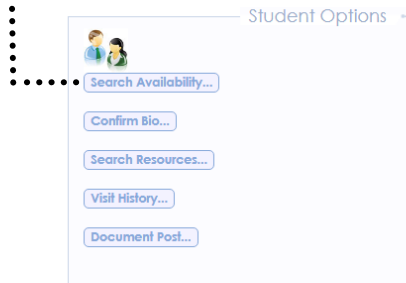 Student Options
Search Availability...
Confirm Bio...
Search Resources...
Visit History...
Document Post...